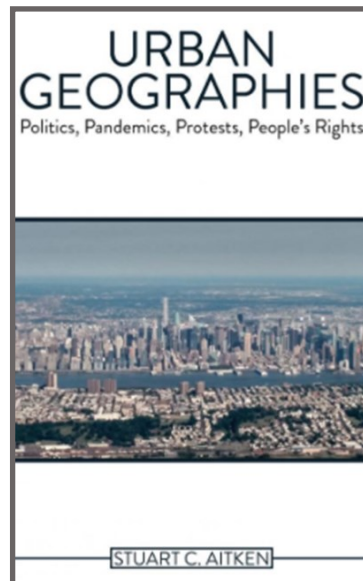 URBAN
GEOGRAPHIES
Politics, Pandemics, Protests, People's Rights
STUART C. AITKEN